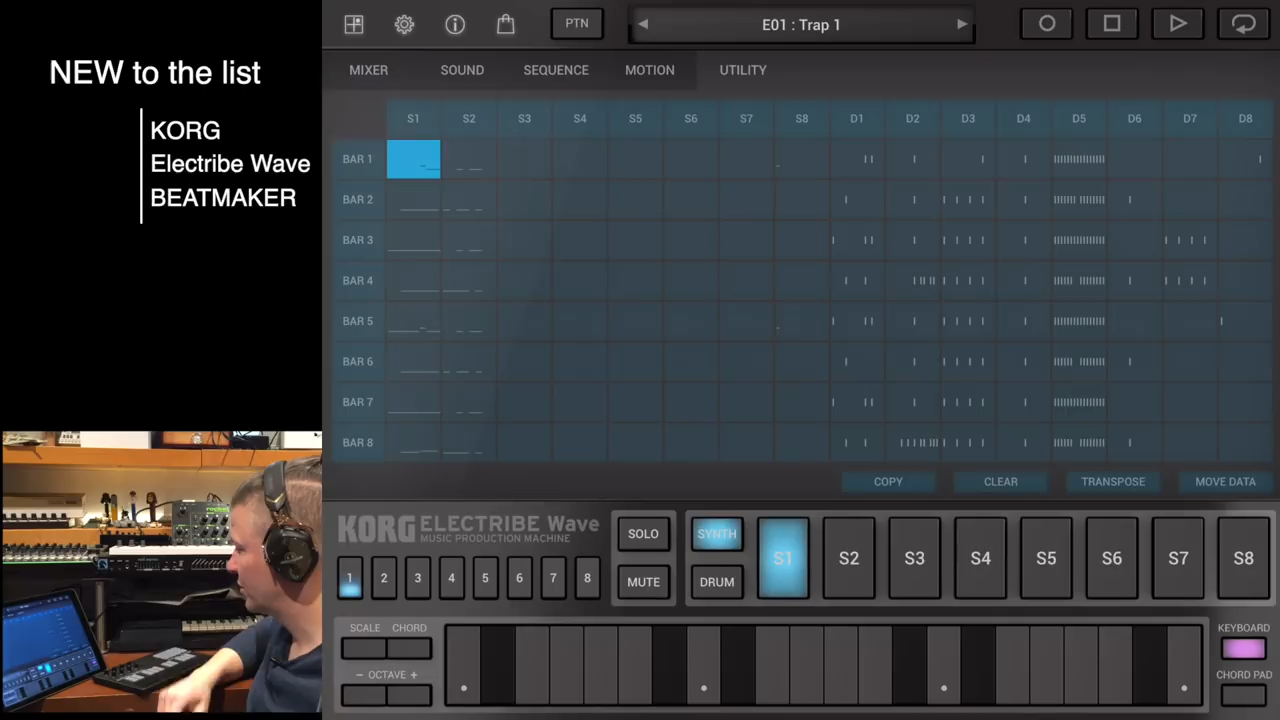 NEW to the list
KORG
Electribe Wave
BEATMAKER
PTN
E01 : Trap 1
MIXER SOUND SEQUENCE MOTION UTILITY
S1 S2 S3 S4 S5 S6 S7 S8 D1 D2 D3 D4 D5 D6 D7 D8
BAR 1
BAR 2
BAR 3
BAR 4
BAR 5
BAR 6
BAR 7
BAR 8
COPY CLEAR TRANSPOSE MOVE DATA
KORG ELECTRIBE Wave
MUSIC PRODUCTION MACHINE
1 2 3 4 5 6 7 8
SOLO
MUTE
SYNTH
DRUM
S1 S2 S3 S4 S5 S6 S7 S8
SCALE CHORD
− OCTAVE +
KEYBOARD
CHORD PAD